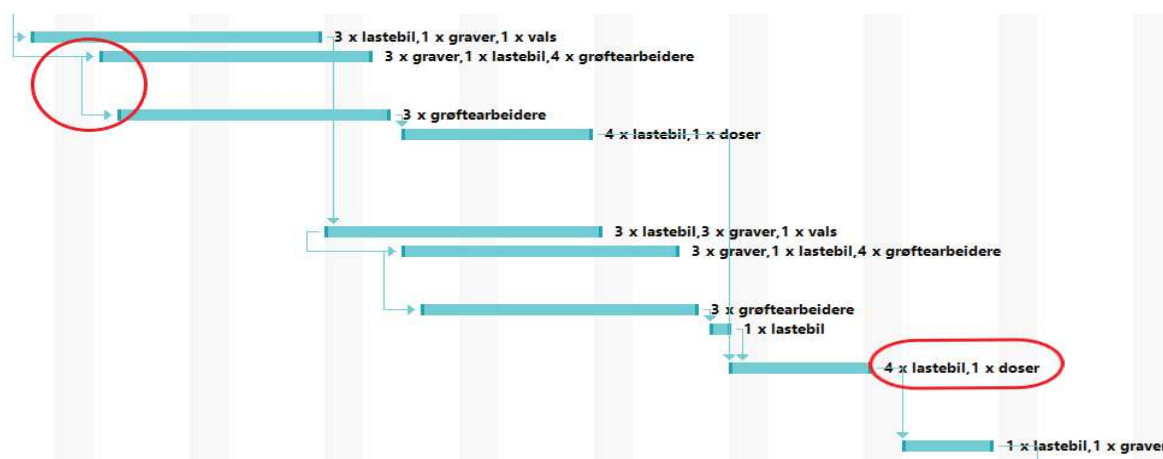 3 x lastebil,1 x graver,1 x vals
3 x graver,1 x lastebil,4 x grøftearbeidere
3 x grøftearbeidere
4 x lastebil,1 x doser
3 x lastebil,3 x graver,1 x vals
3 x graver,1 x lastebil,4 x grøftearbeidere
3 x grøftearbeidere
1 x lastebil
4 x lastebil,1 x doser
1 x lastebil,1 x graver